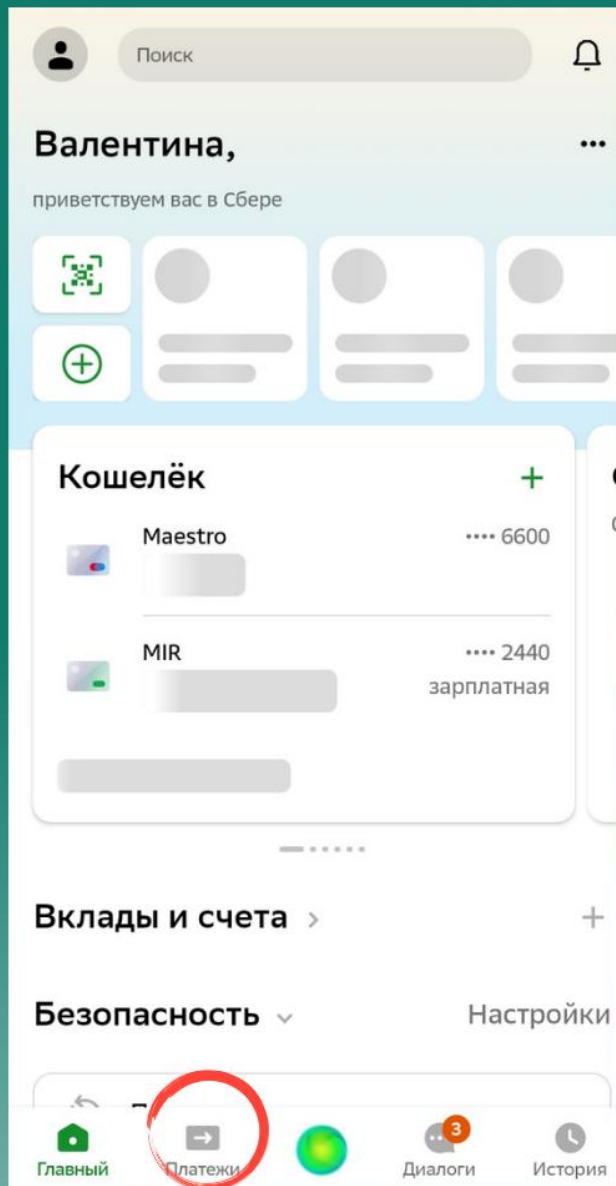 Поиск
Валентина,
приветствуем вас в Сбере
Кошелёк
Maestro •••• 6600
MIR •••• 2440
зарплатная
Вклады и счета
Безопасность Настройки
3
Главный Платежи Диалоги История